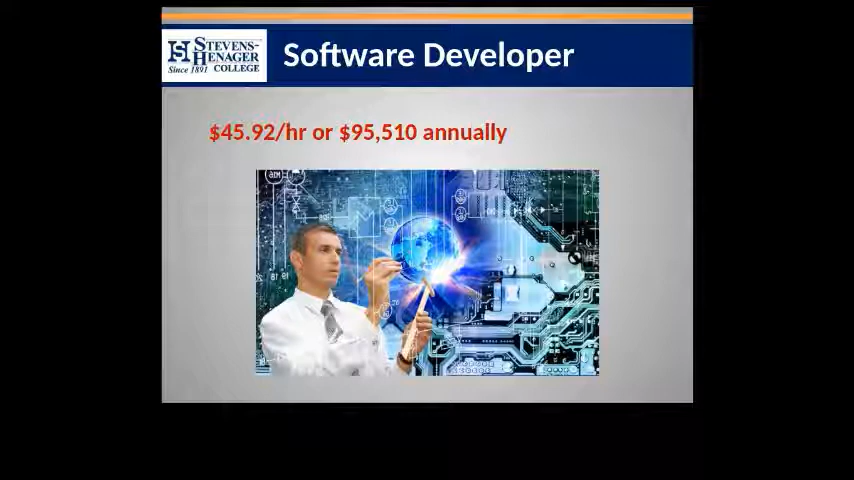 STEVENS-
HENAGER
COLLEGE
Since 1891
Software Developer
$45.92/hr or $95,510 annually